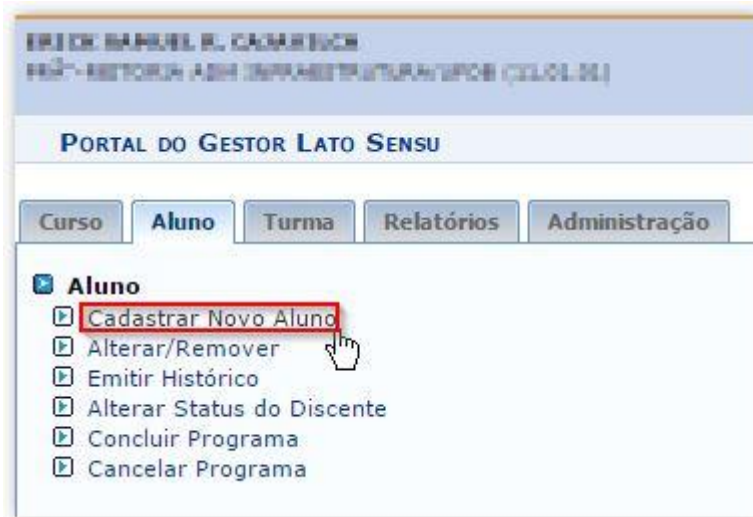 PORTAL DO GESTOR LATO SENSU
Curso Aluno Turma Relatórios Administração
Aluno
Cadastrar Novo Aluno
Alterar/Remover
Emitir Histórico
Alterar Status do Discente
Concluir Programa
Cancelar Programa